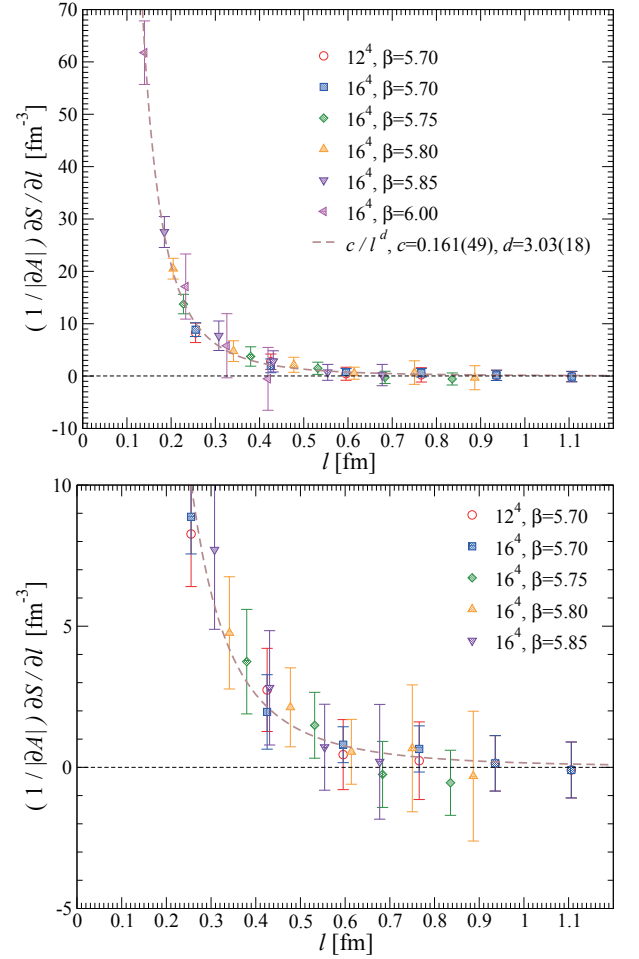 70
60
50
40
30
20
10
0
-10
( 1 / |∂A| ) ∂S / ∂l [fm⁻³]
12⁴, β=5.70
16⁴, β=5.70
16⁴, β=5.75
16⁴, β=5.80
16⁴, β=5.85
16⁴, β=6.00
c / l^d, c=0.161(49), d=3.03(18)
0 0.1 0.2 0.3 0.4 0.5 0.6 0.7 0.8 0.9 1 1.1
l [fm]
10
5
0
-5
( 1 / |∂A| ) ∂S / ∂l [fm⁻³]
12⁴, β=5.70
16⁴, β=5.70
16⁴, β=5.75
16⁴, β=5.80
16⁴, β=5.85
0 0.1 0.2 0.3 0.4 0.5 0.6 0.7 0.8 0.9 1 1.1
l [fm]